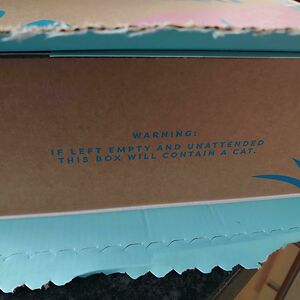 WARNING:
IF LEFT EMPTY AND UNATTENDED
THIS BOX WILL CONTAIN A CAT.